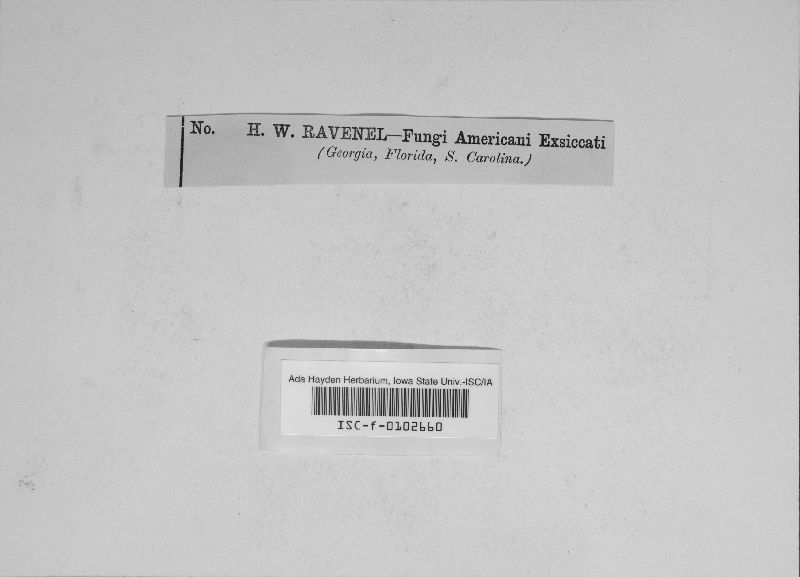 No. H. W. RAVENEL—Fungi Americani Exsiccati
(Georgia, Florida, S. Carolina.)
Ada Hayden Herbarium, Iowa State Univ.-ISC/IA
ISC-f-0102660